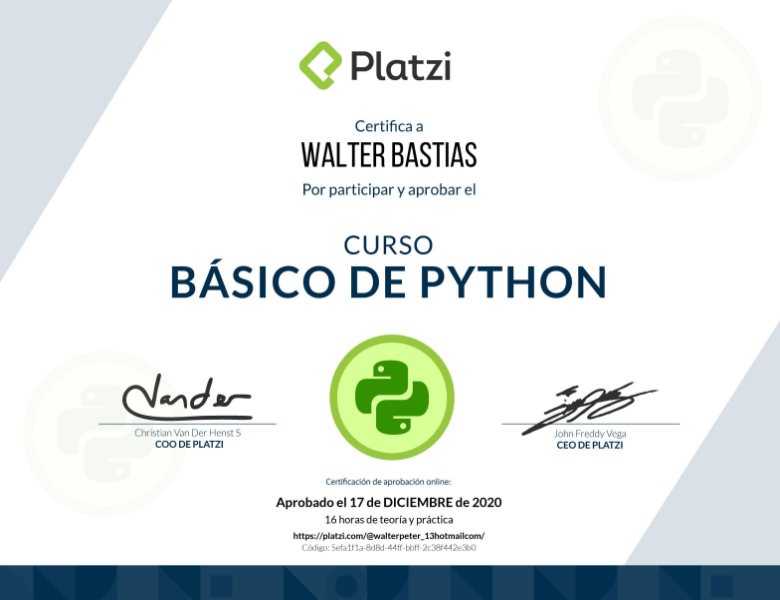 Platzi
Certifica a
WALTER BASTIAS
Por participar y aprobar el
CURSO
BÁSICO DE PYTHON
Vander
Christian Van Der Henst S
COO DE PLATZI
John Freddy Vega
CEO DE PLATZI
Certificación de aprobación online:
Aprobado el 17 de DICIEMBRE de 2020
16 horas de teoría y práctica
https://platzi.com/@walterpeter_13hotmailcom/
Código: 5efa1f1a-8d8d-44ff-bbff-2c38f442e3b0